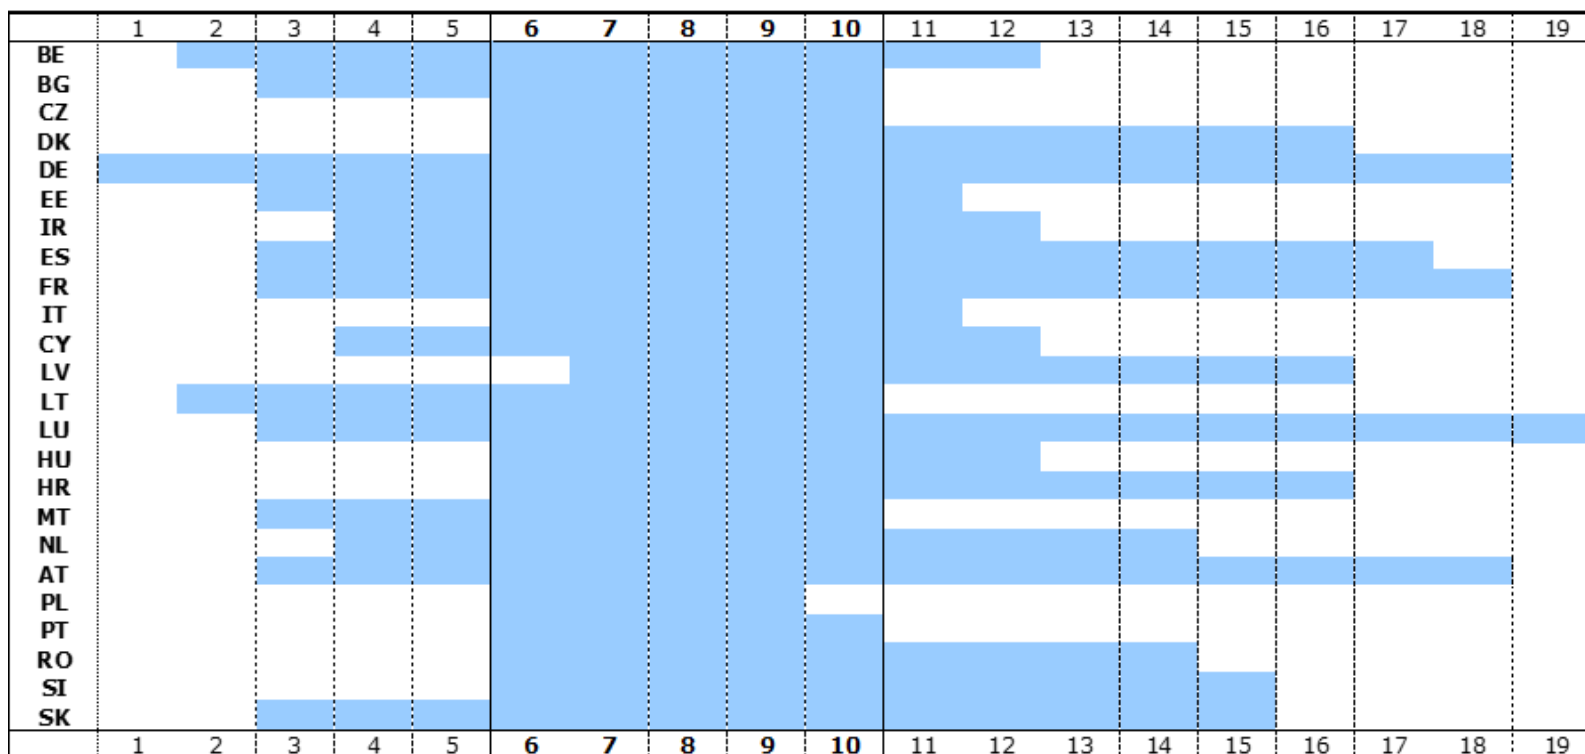 1 2 3 4 5 6 7 8 9 10 11 12 13 14 15 16 17 18 19
BE
BG
CZ
DK
DE
EE
IR
ES
FR
IT
CY
LV
LT
LU
HU
HR
MT
NL
AT
PL
PT
RO
SI
SK
1 2 3 4 5 6 7 8 9 10 11 12 13 14 15 16 17 18 19